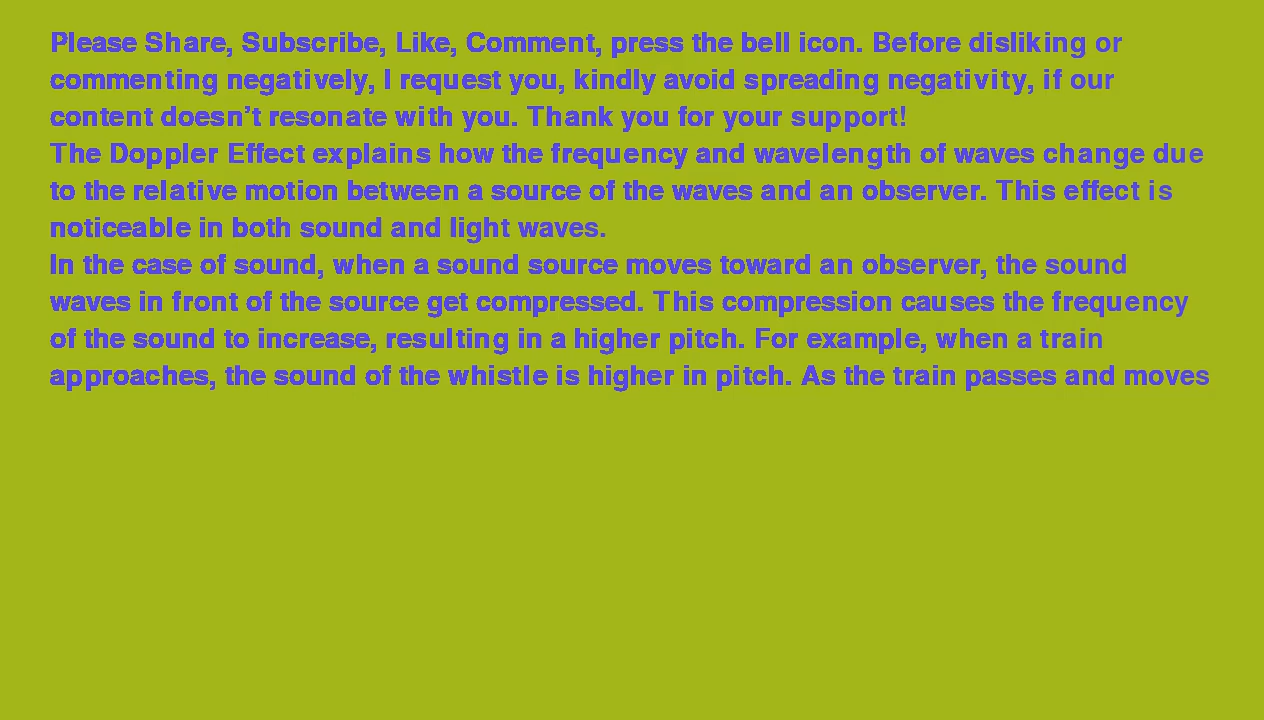 Please Share, Subscribe, Like, Comment, press the bell icon. Before disliking or
commenting negatively, I request you, kindly avoid spreading negativity, if our
content doesn’t resonate with you. Thank you for your support!
The Doppler Effect explains how the frequency and wavelength of waves change due
to the relative motion between a source of the waves and an observer. This effect is
noticeable in both sound and light waves.
In the case of sound, when a sound source moves toward an observer, the sound
waves in front of the source get compressed. This compression causes the frequency
of the sound to increase, resulting in a higher pitch. For example, when a train
approaches, the sound of the whistle is higher in pitch. As the train passes and moves